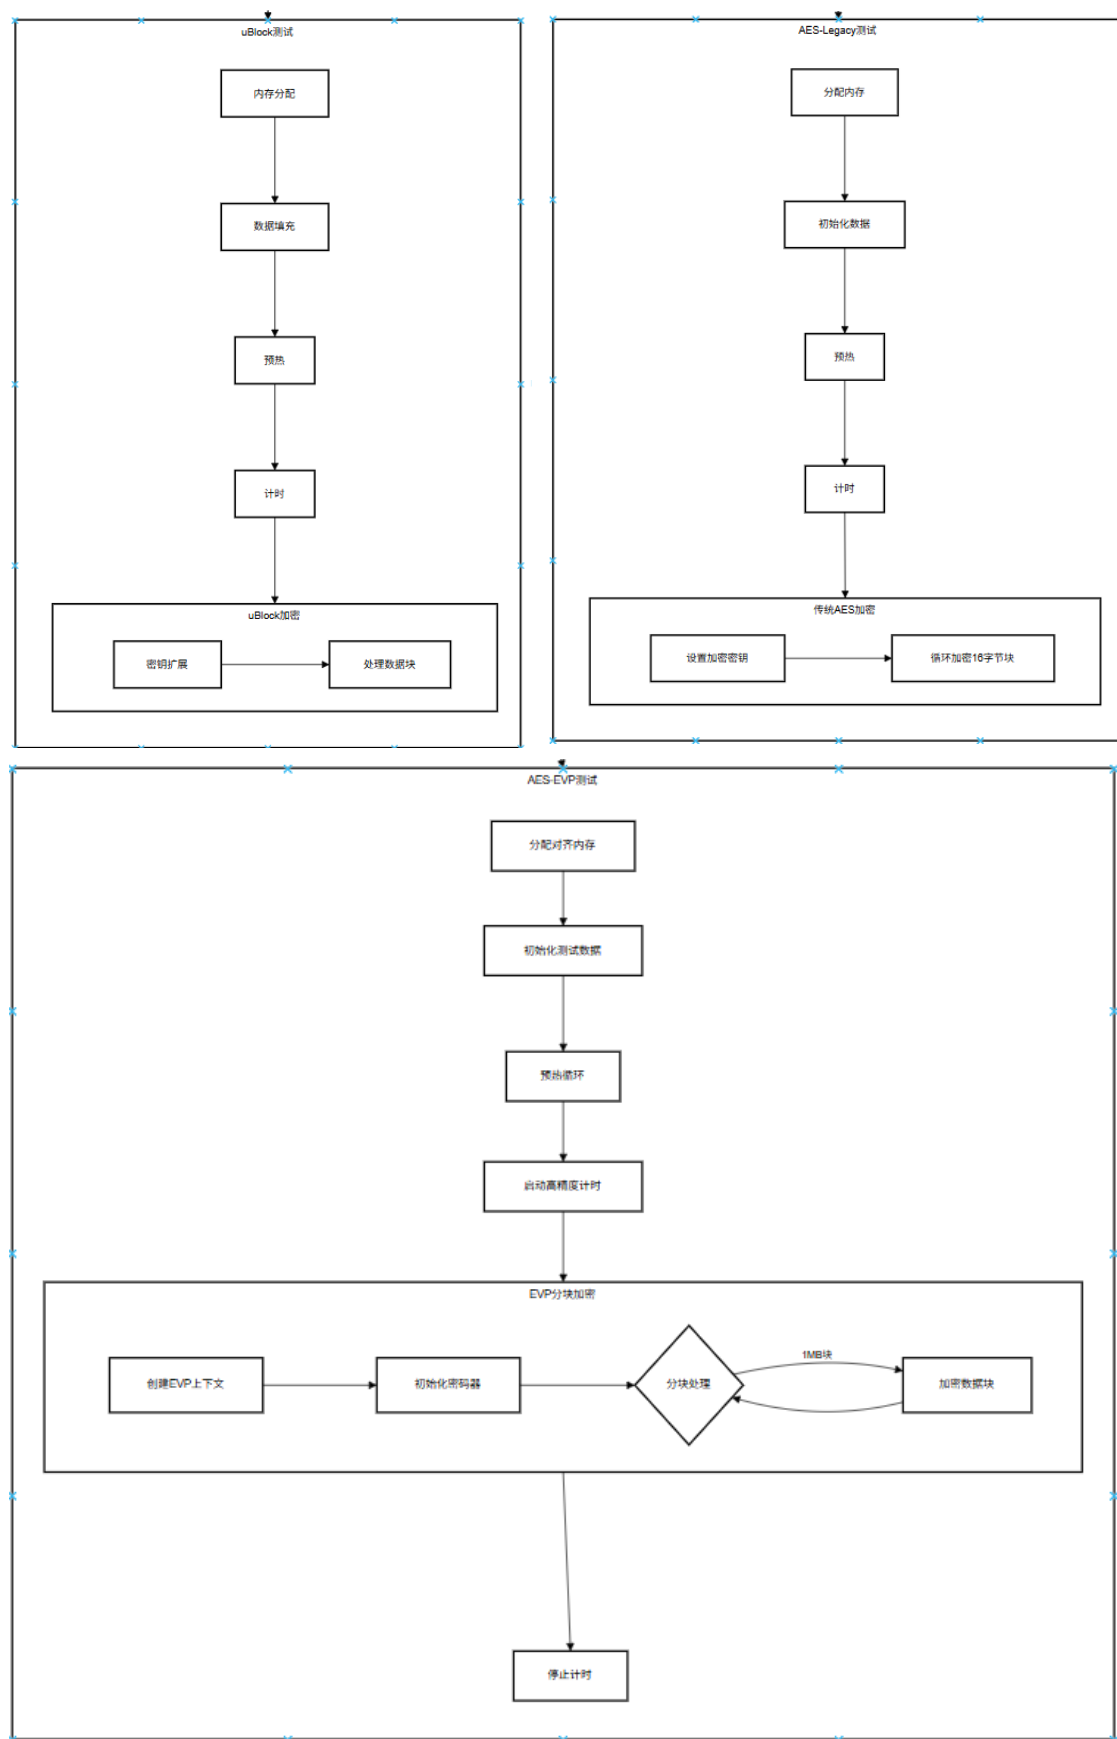 uBlock测试
内存分配
数据填充
预热
计时
uBlock加密
密钥扩展
处理数据块
AES-Legacy测试
分配内存
初始化数据
预热
计时
传统AES加密
设置加密密钥
循环加密16字节块
AES-EVP测试
分配对齐内存
初始化测试数据
预热循环
启动高精度计时
EVP分块加密
创建EVP上下文
初始化密码器
分块处理
1MB块
加密数据块
停止计时